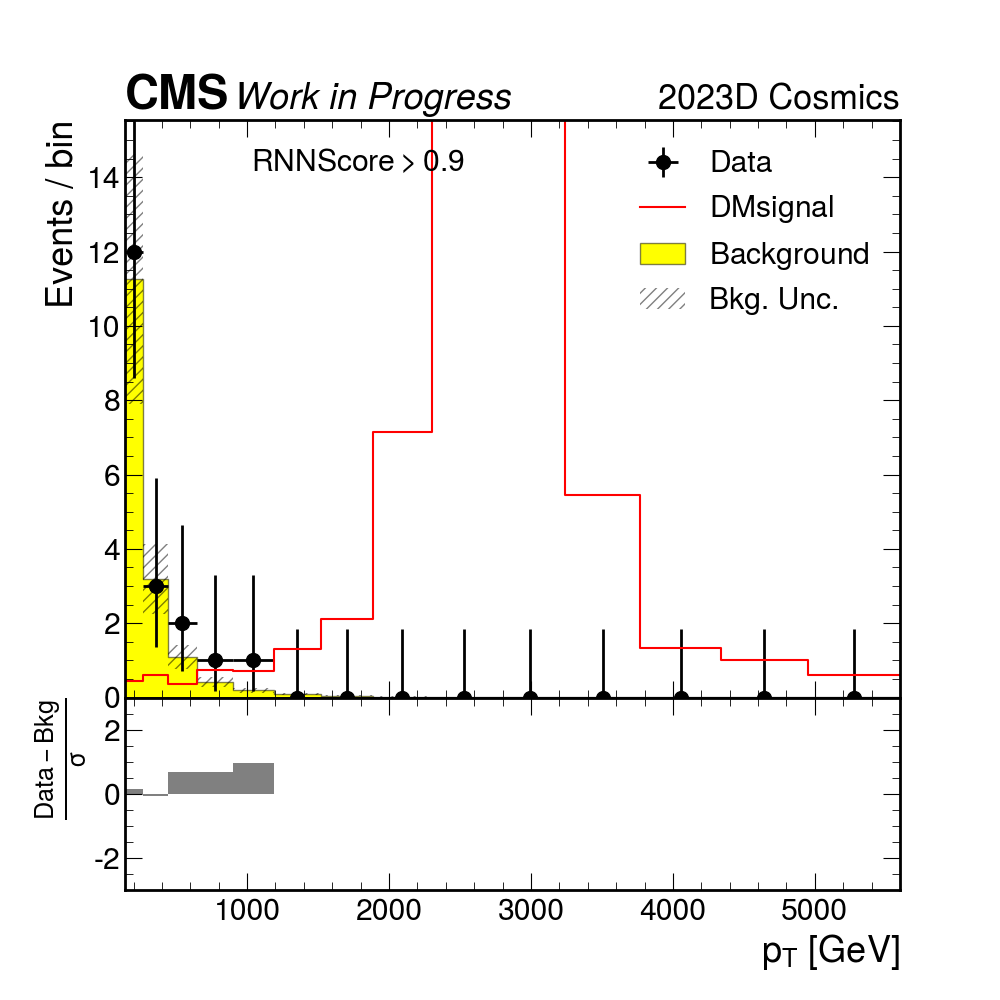 CMS Work in Progress 2023D Cosmics
Events / bin
RNNScore > 0.9
Data
DMsignal
Background
Bkg. Unc.
14
12
10
8
6
4
2
0
Data – Bkg
σ
2
0
-2
1000 2000 3000 4000 5000
pT [GeV]